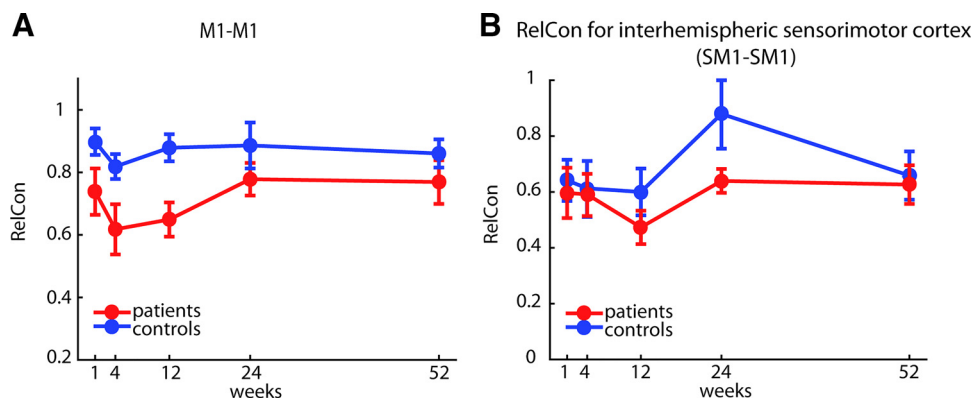 A
M1-M1
RelCon
1
0.8
0.6
0.4
0.2
patients
controls
1 4 12 24 52
weeks
B
RelCon for interhemispheric sensorimotor cortex
(SM1-SM1)
RelCon
1
0.8
0.6
0.4
0.2
0
patients
controls
1 4 12 24 52
weeks